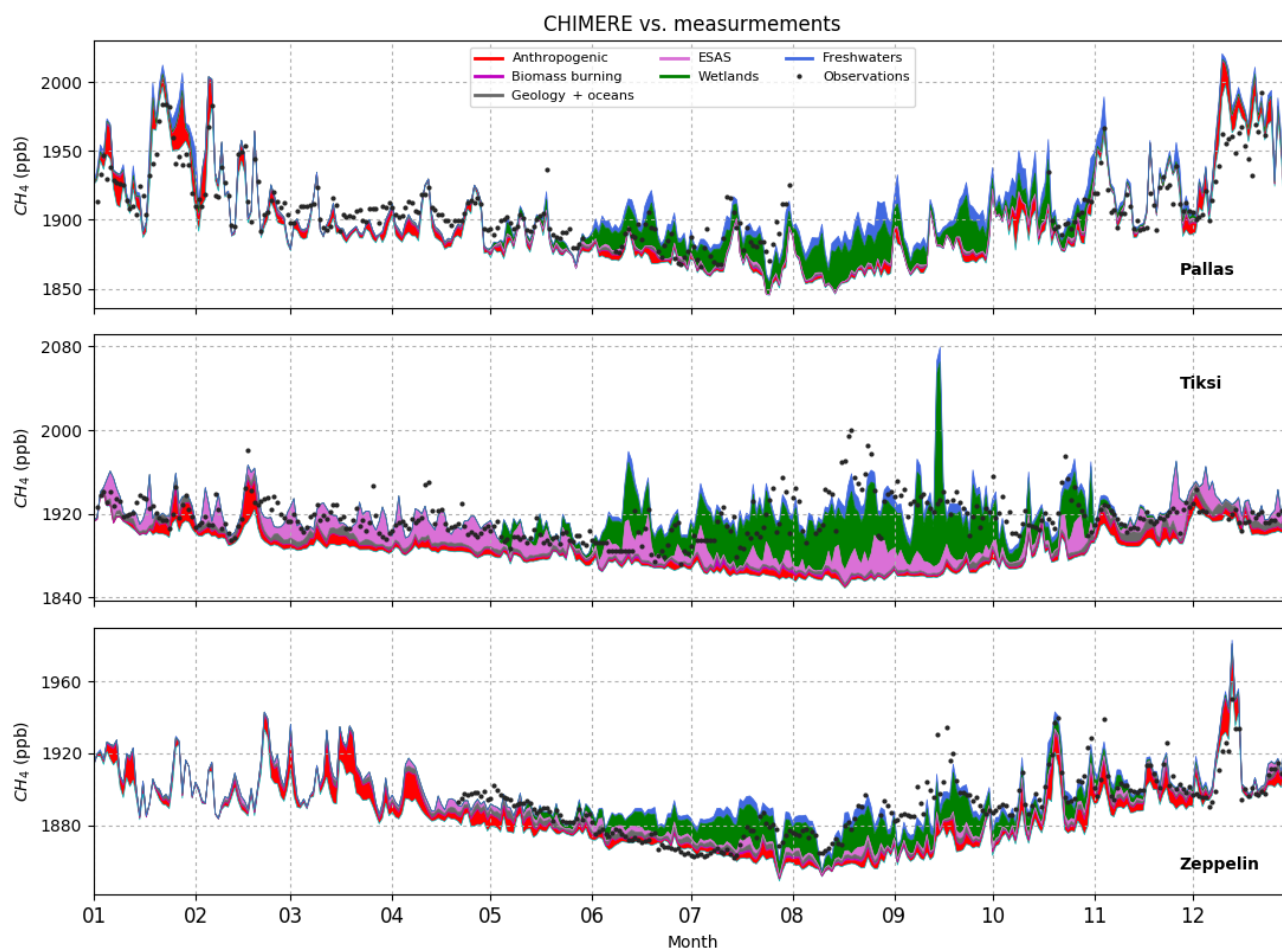 CHIMERE vs. measurmements
Anthropogenic ESAS Freshwaters
Biomass burning Wetlands Observations
Geology + oceans
2000
1950
1900
1850
CH4 (ppb)
Pallas
2080
2000
1920
1840
CH4 (ppb)
Tiksi
1960
1920
1880
CH4 (ppb)
Zeppelin
01 02 03 04 05 06 07 08 09 10 11 12
Month